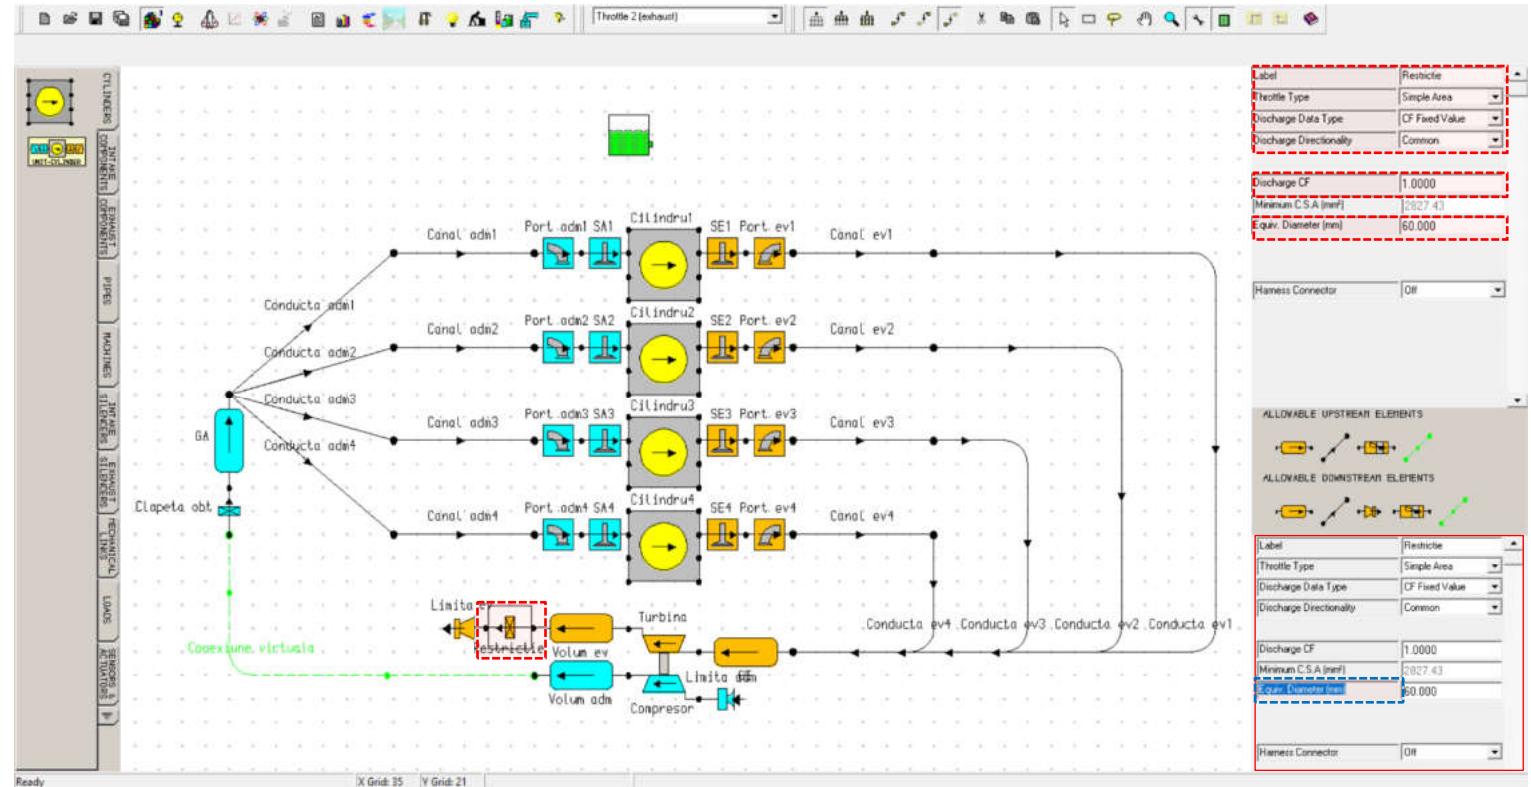 Throttle 2 (exhaust)
CYLINDERS
INTAKE
COMPONENTS
EXHAUST
COMPONENTS
PIPES
MACHINES
INTAKE
SILENCERS
EXHAUST
SILENCERS
MECHANICAL
LINKS
LOADS
SENSORS &
ACTUATORS
UNIT-CYLINDER
Port.adm1 SA1
Cilindru1
SE1 Port.ev1
Canal adm1
Canal ev1
Conducta adm1
Port.adm2 SA2
Cilindru2
SE2 Port.ev2
Canal adm2
Canal ev2
Conducta adm2
Conducta adm3
Port.adm3 SA3
Cilindru3
SE3 Port.ev3
Canal adm3
Canal ev3
GA
Conducta adm4
Clapeta obt
Port.adm4 SA4
Cilindru4
SE4 Port.ev4
Canal adm4
Canal ev4
Limita ev
Turbina
Conducta ev4 Conducta ev3 Conducta ev2 Conducta ev1
Conexiune virtuala
Restrictie
Volum ev
Limita adm
Volum adm
Compresor
Label Restrictie
Throttle Type Simple Area
Discharge Data Type CF Fixed Value
Discharge Directionality Common
Discharge CF 1.0000
Minimum C.S.A (mm²) 2827.43
Equiv. Diameter (mm) 60.000
Harness Connector Off
ALLOWABLE UPSTREAM ELEMENTS
ALLOWABLE DOWNSTREAM ELEMENTS
Label Restrictie
Throttle Type Simple Area
Discharge Data Type CF Fixed Value
Discharge Directionality Common
Discharge CF 1.0000
Minimum C.S.A (mm²) 2827.43
Equiv. Diameter (mm) 60.000
Harness Connector Off
Ready
X Grid: 35
Y Grid: 21